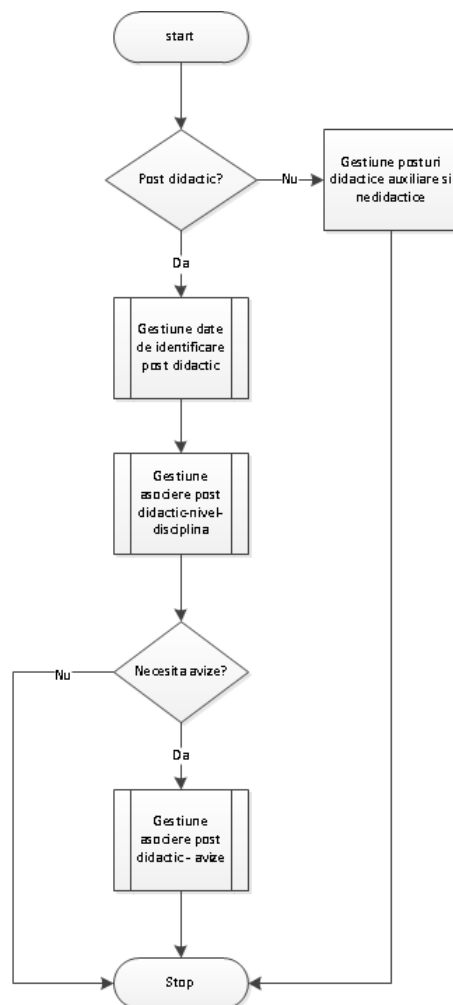 start
Post didactic?
Nu
Gestiune posturi
didactice auxiliare si
nedidactice
Da
Gestiune date
de identificare
post didactic
Gestiune
asociere post
didactic-nivel-
disciplina
Necesita avize?
Nu
Da
Gestiune
asociere post
didactic - avize
Stop